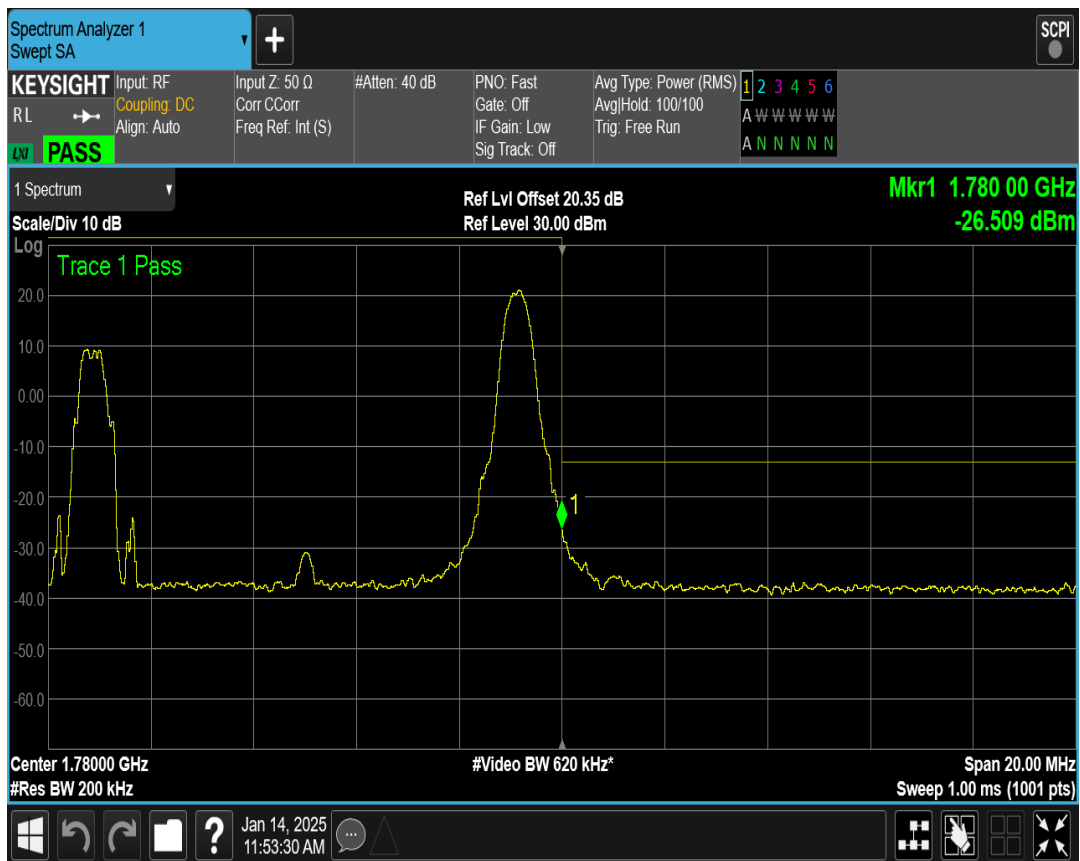 Spectrum Analyzer 1
Swept SA
+
SCPI
KEYSIGHT
RL
LXI PASS
Input: RF
Coupling: DC
Align: Auto
Input Z: 50 Ω
Corr CCorr
Freq Ref: Int (S)
#Atten: 40 dB
PNO: Fast
Gate: Off
IF Gain: Low
Sig Track: Off
Avg Type: Power (RMS)
Avg|Hold: 100/100
Trig: Free Run
1 2 3 4 5 6
A W W W W W
A N N N N N
1 Spectrum
Scale/Div 10 dB
Ref Lvl Offset 20.35 dB
Ref Level 30.00 dBm
Mkr1 1.780 00 GHz
-26.509 dBm
Log
Trace 1 Pass
20.0
10.0
0.00
-10.0
-20.0
1
-30.0
-40.0
-50.0
-60.0
Center 1.78000 GHz
#Res BW 200 kHz
#Video BW 620 kHz*
Span 20.00 MHz
Sweep 1.00 ms (1001 pts)
?
Jan 14, 2025
11:53:30 AM